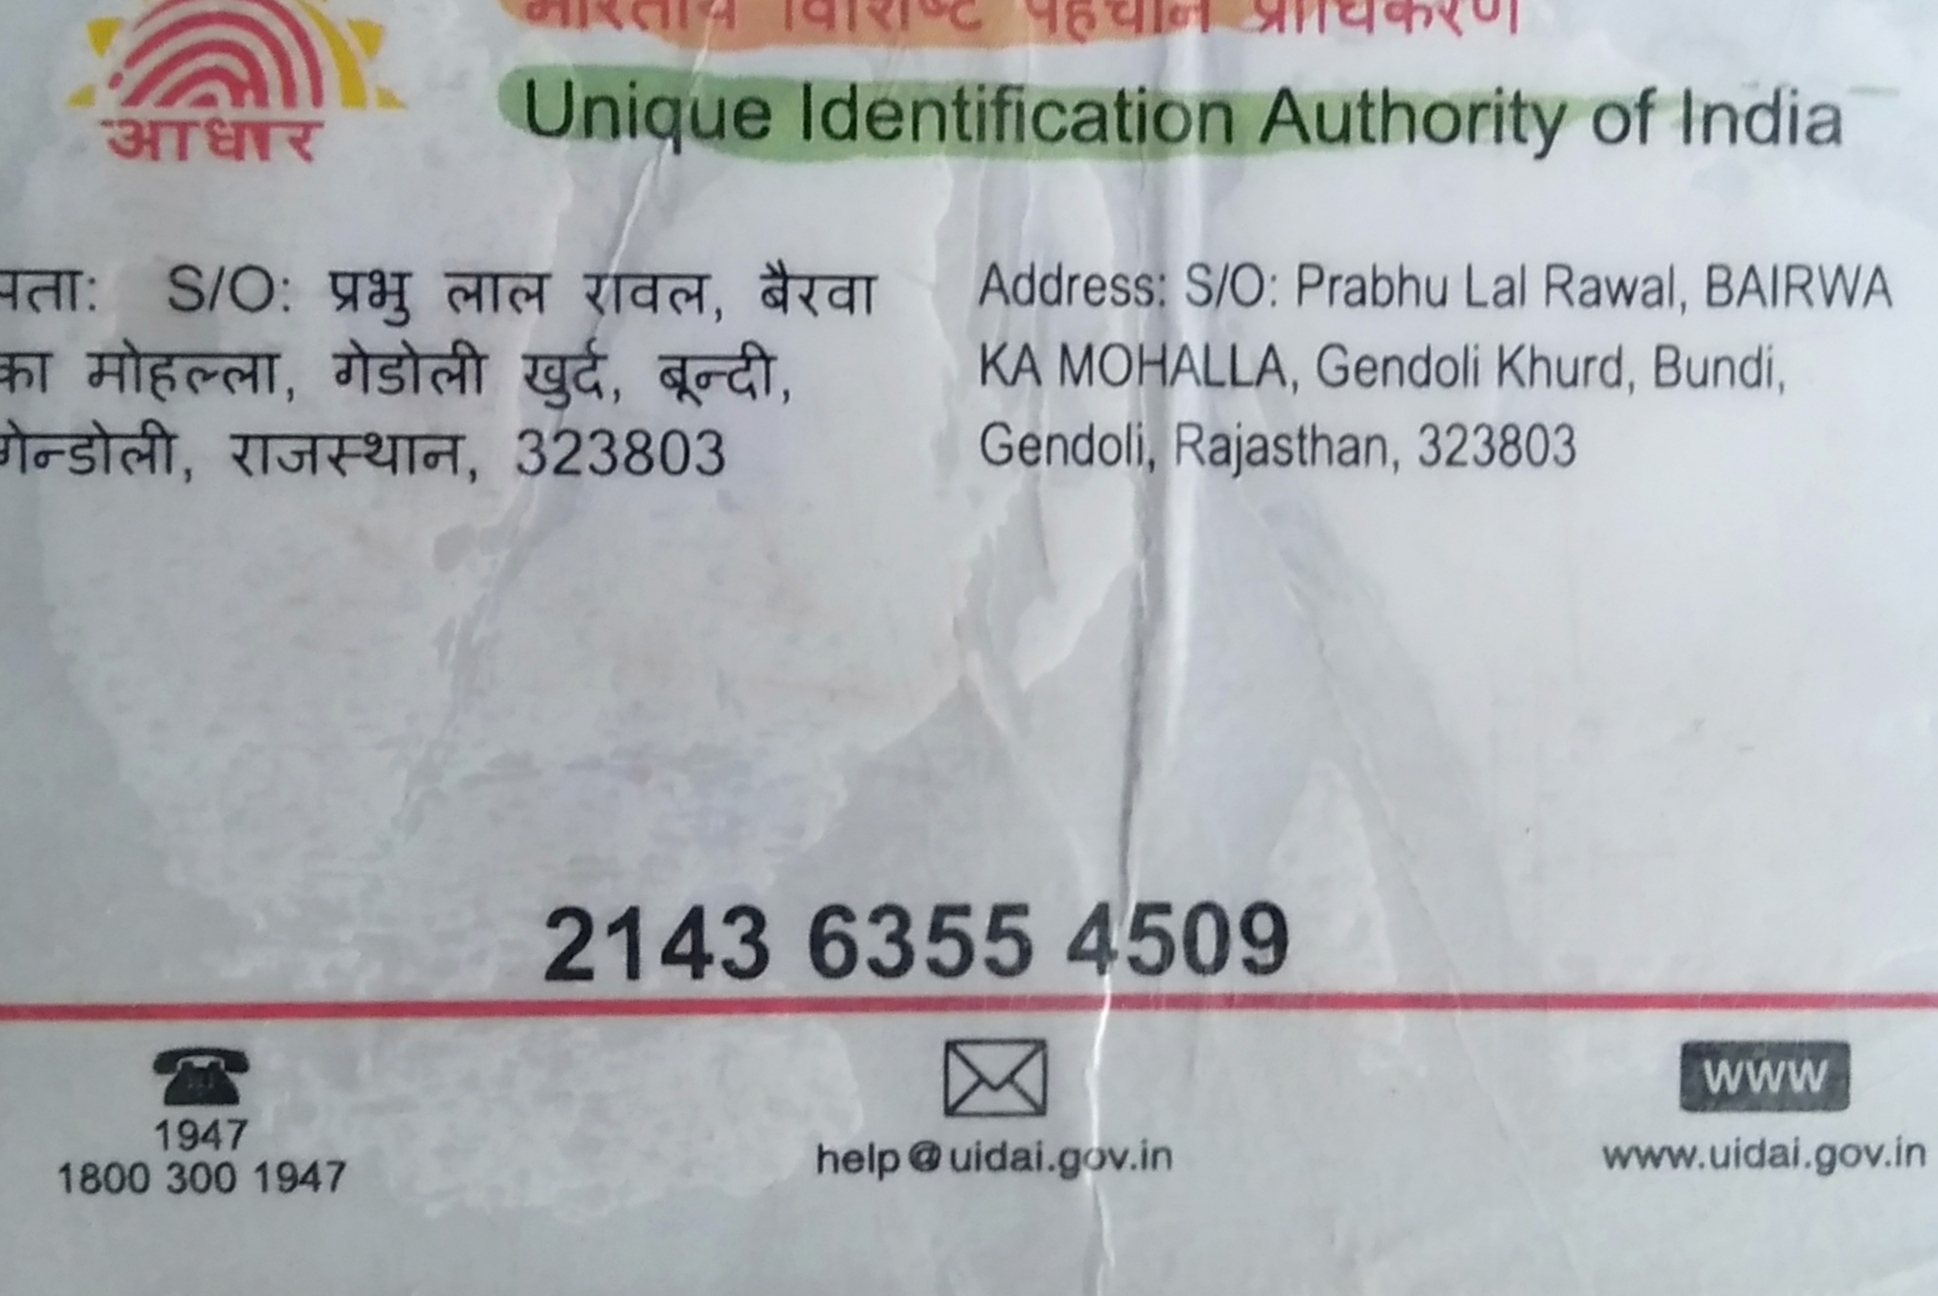 भारतीय विशिष्ट पहचान प्राधिकरण
आधार
Unique Identification Authority of India
पता: S/O: प्रभु लाल रावल, बैरवा
का मोहल्ला, गेडोली खुर्द, बून्दी,
गेन्डोली, राजस्थान, 323803
Address: S/O: Prabhu Lal Rawal, BAIRWA
KA MOHALLA, Gendoli Khurd, Bundi,
Gendoli, Rajasthan, 323803
2143 6355 4509
1947
1800 300 1947
help@uidai.gov.in
www
www.uidai.gov.in